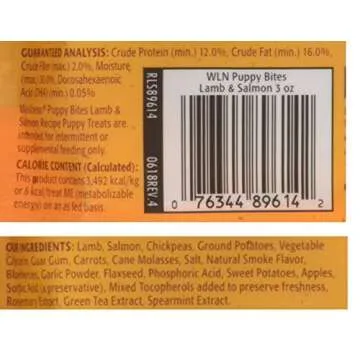 GUARANTEED ANALYSIS: Crude Protein (min.) 12.0%, Crude Fat (min.) 16.0%,
Crude Fiber (max.) 2.0%, Moisture
(max.) 18.0%, Docosahexaenoic
Acid (DHA) (min.) 0.05%
Wellness® Puppy Bites Lamb &
Salmon Recipe Puppy Treats are
intended for intermittent or
supplemental feeding only.
CALORIE CONTENT (Calculated):
This product contains 3,492 kcal/kg
or 6 kcal/treat ME (metabolizable
energy) on an as fed basis.
RLS89614
0618REV.4
WLN Puppy Bites
Lamb & Salmon 3 oz
0 76344 89614 2
OUR INGREDIENTS: Lamb, Salmon, Chickpeas, Ground Potatoes, Vegetable
Glycerin, Guar Gum, Carrots, Cane Molasses, Salt, Natural Smoke Flavor,
Blueberries, Garlic Powder, Flaxseed, Phosphoric Acid, Sweet Potatoes, Apples,
Sorbic Acid (a preservative), Mixed Tocopherols added to preserve freshness,
Rosemary Extract, Green Tea Extract, Spearmint Extract.